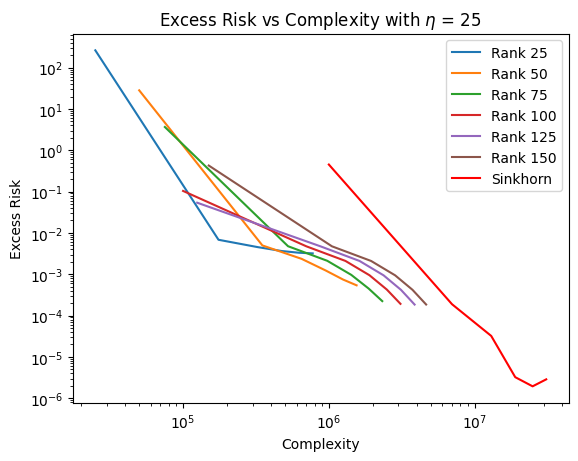 Excess Risk vs Complexity with η = 25
Excess Risk
10²
10¹
10⁰
10⁻¹
10⁻²
10⁻³
10⁻⁴
10⁻⁵
10⁻⁶
Rank 25
Rank 50
Rank 75
Rank 100
Rank 125
Rank 150
Sinkhorn
10⁵ 10⁶ 10⁷
Complexity